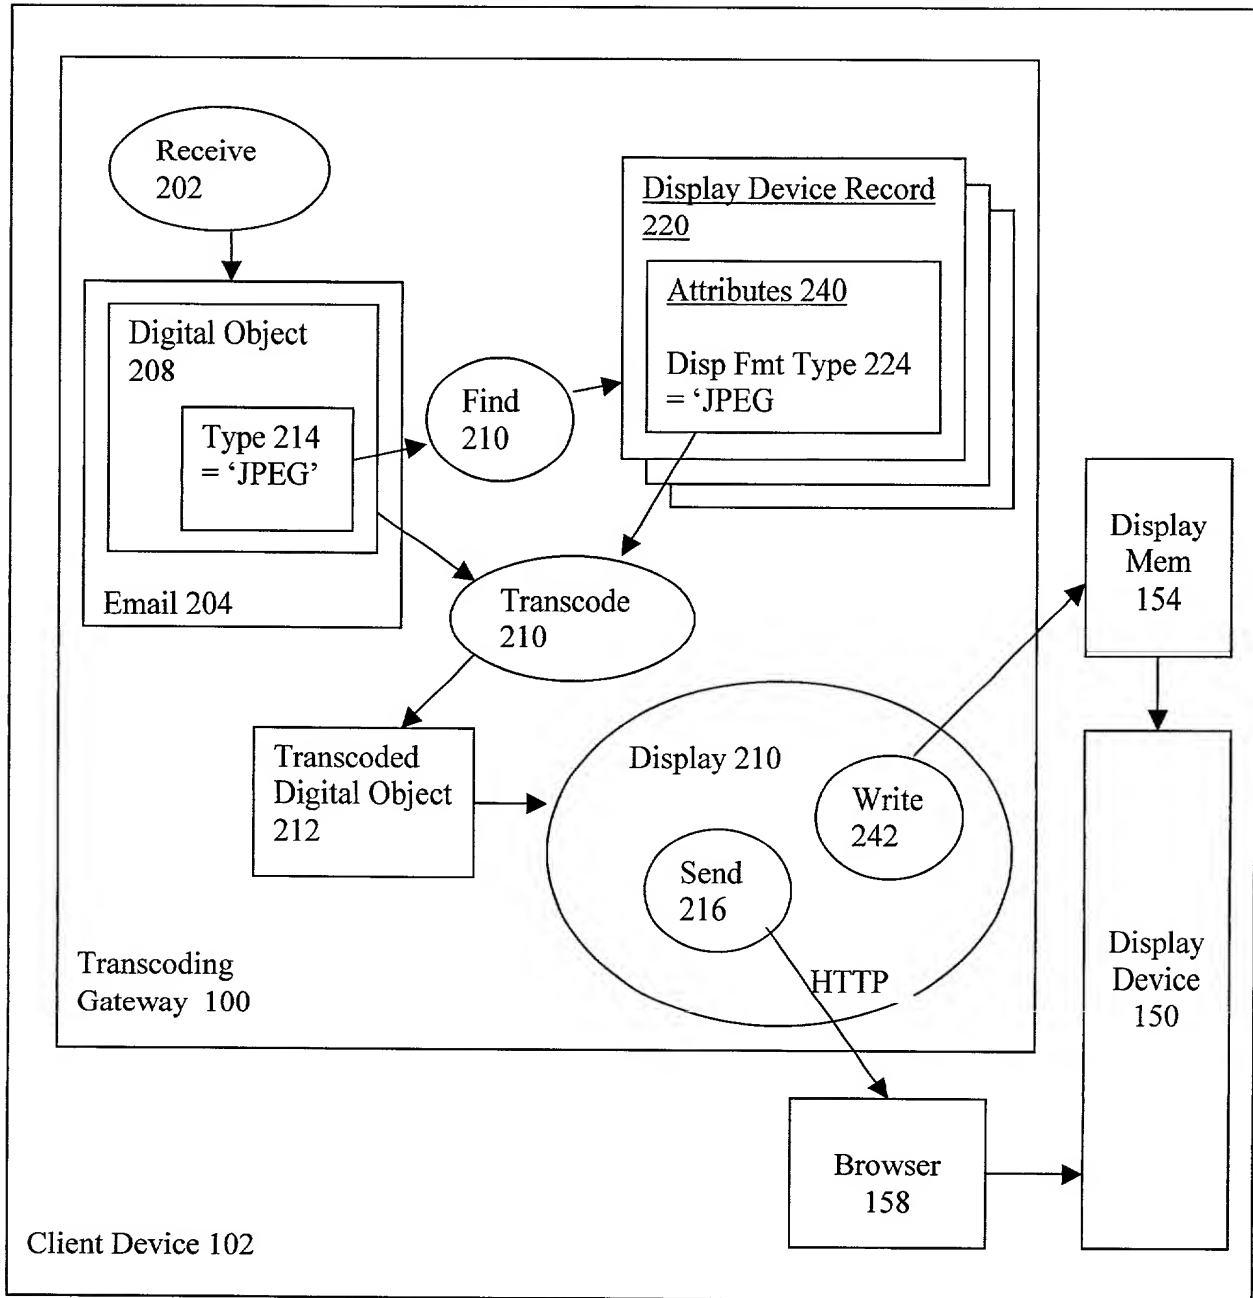 Receive
202
Display Device Record
220
Attributes 240
Disp Fmt Type 224
= ‘JPEG
Digital Object
208
Type 214
= ‘JPEG’
Email 204
Find
210
Transcode
210
Display
Mem
154
Transcoded
Digital Object
212
Display 210
Write
242
Send
216
HTTP
Transcoding
Gateway 100
Display
Device
150
Browser
158
Client Device 102